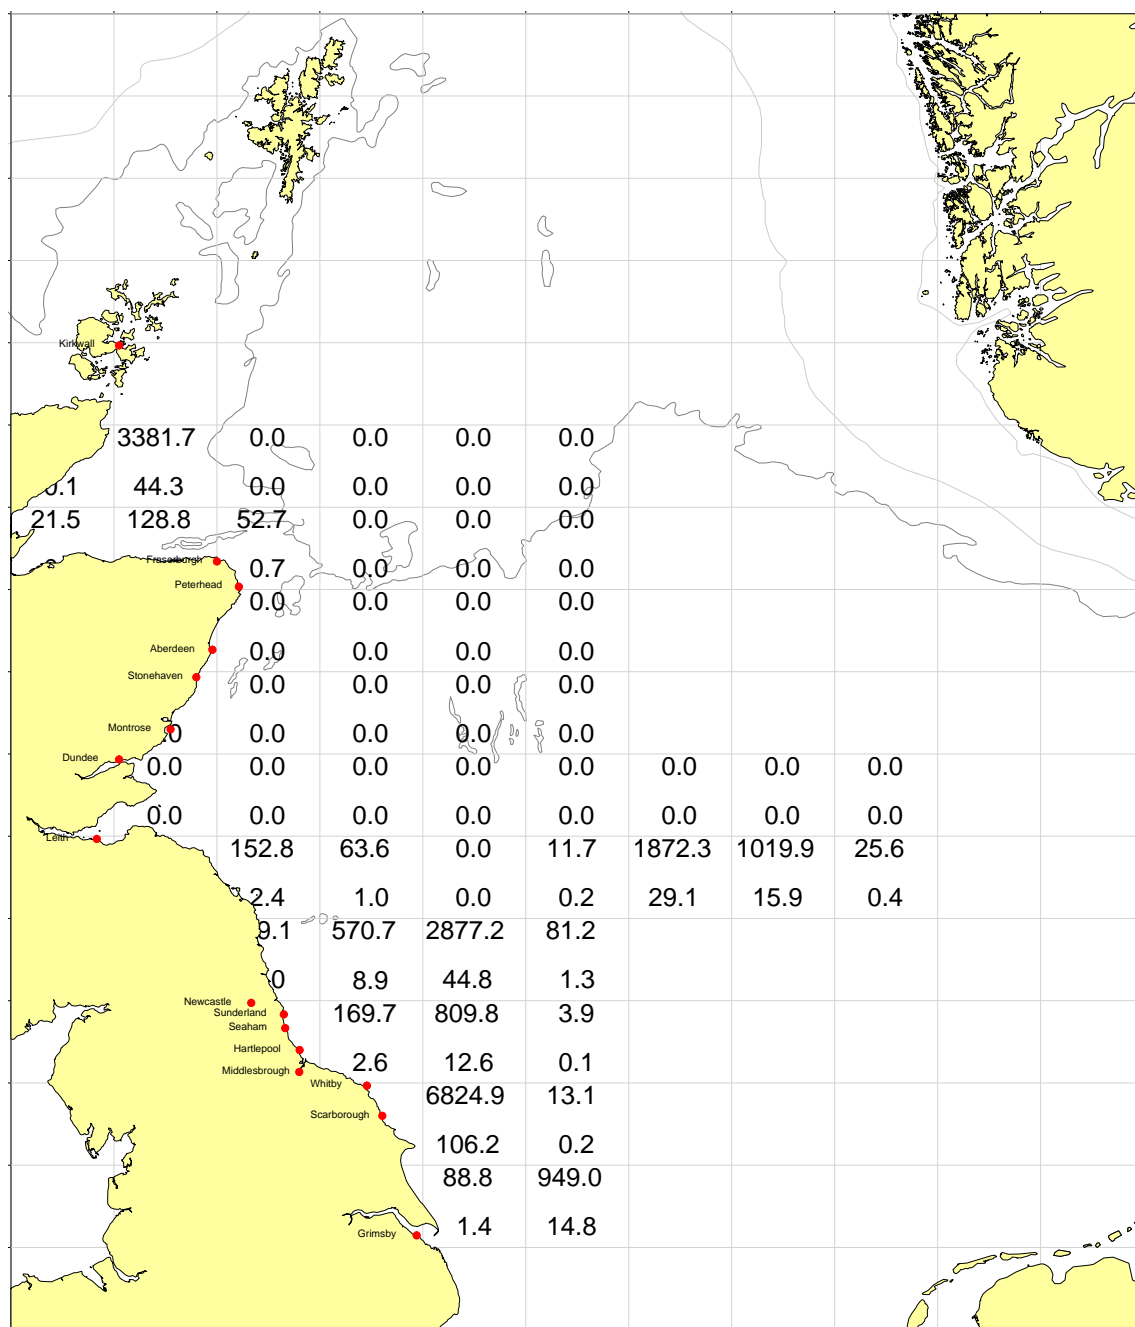 Kirkwall
3381.7 0.0 0.0 0.0 0.0
0.1 44.3 0.0 0.0 0.0 0.0
21.5 128.8 52.7 0.0 0.0 0.0
Fraserburgh 0.7 0.0 0.0 0.0
Peterhead
0.0 0.0 0.0 0.0
Aberdeen 0.0 0.0 0.0 0.0
Stonehaven 0.0 0.0 0.0 0.0
Montrose .0 0.0 0.0 0.0 0.0
Dundee 0.0 0.0 0.0 0.0 0.0 0.0 0.0 0.0
0.0 0.0 0.0 0.0 0.0 0.0 0.0 0.0
Leith 152.8 63.6 0.0 11.7 1872.3 1019.9 25.6
2.4 1.0 0.0 0.2 29.1 15.9 0.4
9.1 570.7 2877.2 81.2
.0 8.9 44.8 1.3
Newcastle
Sunderland 169.7 809.8 3.9
Seaham
Hartlepool
2.6 12.6 0.1
Middlesbrough
Whitby
6824.9 13.1
Scarborough
106.2 0.2
88.8 949.0
1.4 14.8
Grimsby